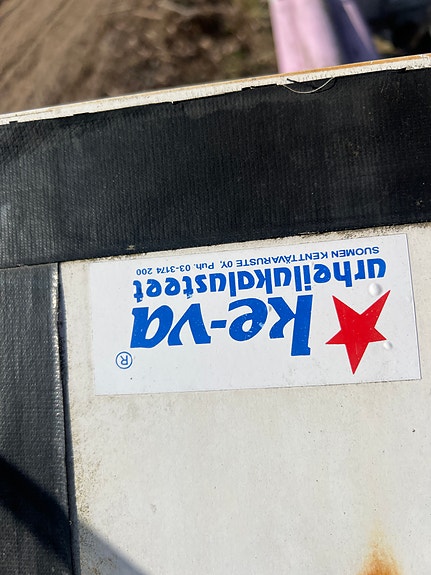 ke-va®
urheilukalusteet
SUOMEN KENTTÄVARUSTE OY, Puh. 03-3174 200